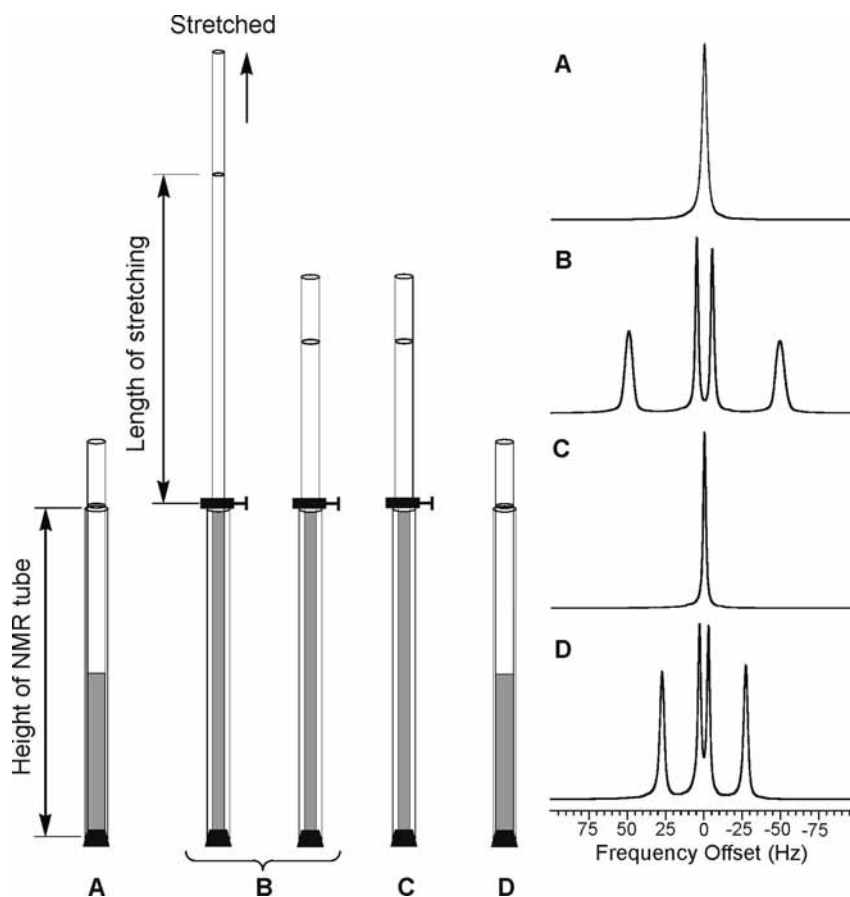 Stretched
Length of stretching
Height of NMR tube
A
B
C
D
A
B
C
D
75 50 25 0 -25 -50 -75
Frequency Offset (Hz)